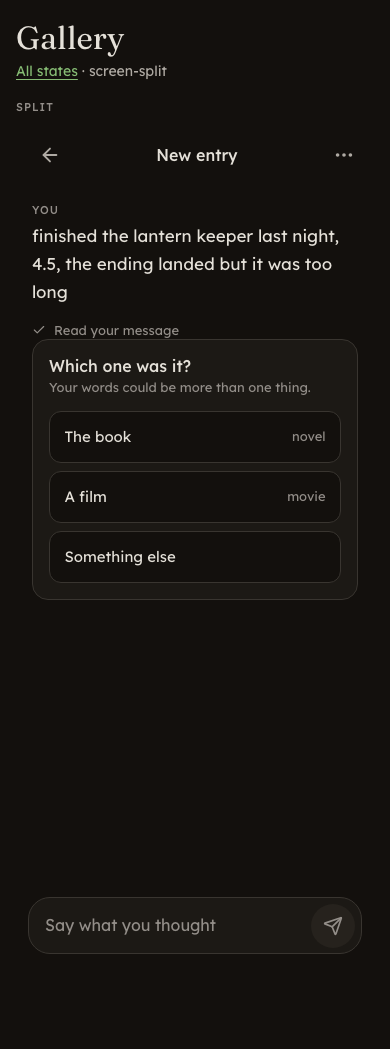 Gallery
All states · screen-split
SPLIT
New entry
YOU
finished the lantern keeper last night,
4.5, the ending landed but it was too
long
Read your message
Which one was it?
Your words could be more than one thing.
The book novel
A film movie
Something else
Say what you thought